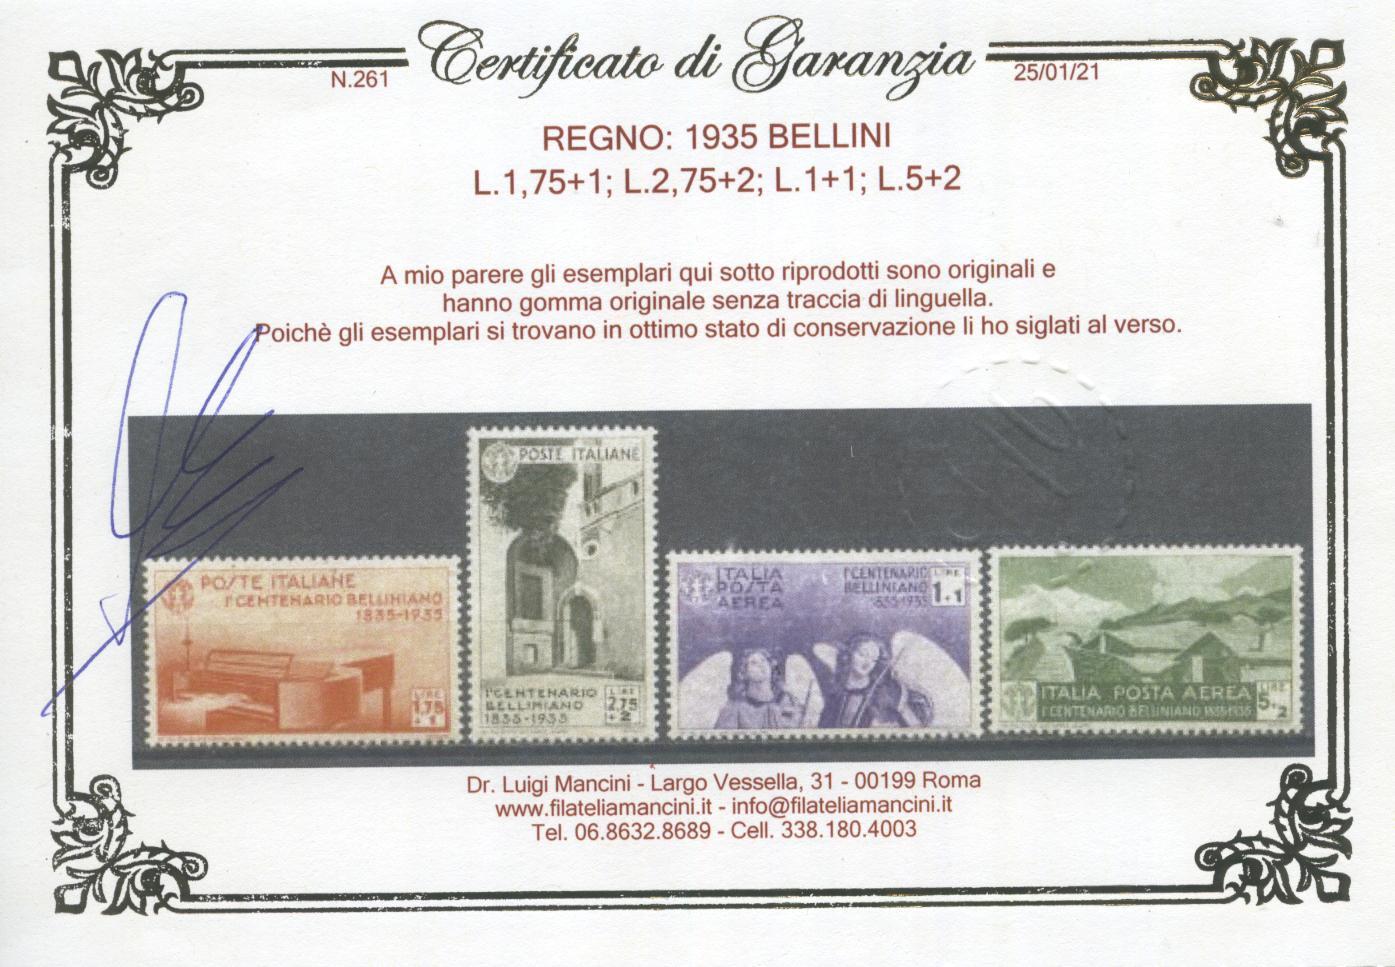 Certificato di Garanzia
N.261
25/01/21
REGNO: 1935 BELLINI
L.1,75+1; L.2,75+2; L.1+1; L.5+2
A mio parere gli esemplari qui sotto riprodotti sono originali e
hanno gomma originale senza traccia di linguella.
Poichè gli esemplari si trovano in ottimo stato di conservazione li ho siglati al verso.
POSTE ITALIANE
1° CENTENARIO BELLINIANO
1835-1935
LIRE
1,75
+1
POSTE ITALIANE
1° CENTENARIO
BELLINIANO
1835-1935
LIRE
2,75
+2
ITALIA
POSTA
AEREA
1° CENTENARIO
BELLINIANO
1835-1935
LIRE
1+1
ITALIA POSTA AEREA
1° CENTENARIO BELLINIANO 1835-1935
LIRE
5+2
Dr. Luigi Mancini - Largo Vessella, 31 - 00199 Roma
www.filateliamancini.it - info@filateliamancini.it
Tel. 06.8632.8689 - Cell. 338.180.4003